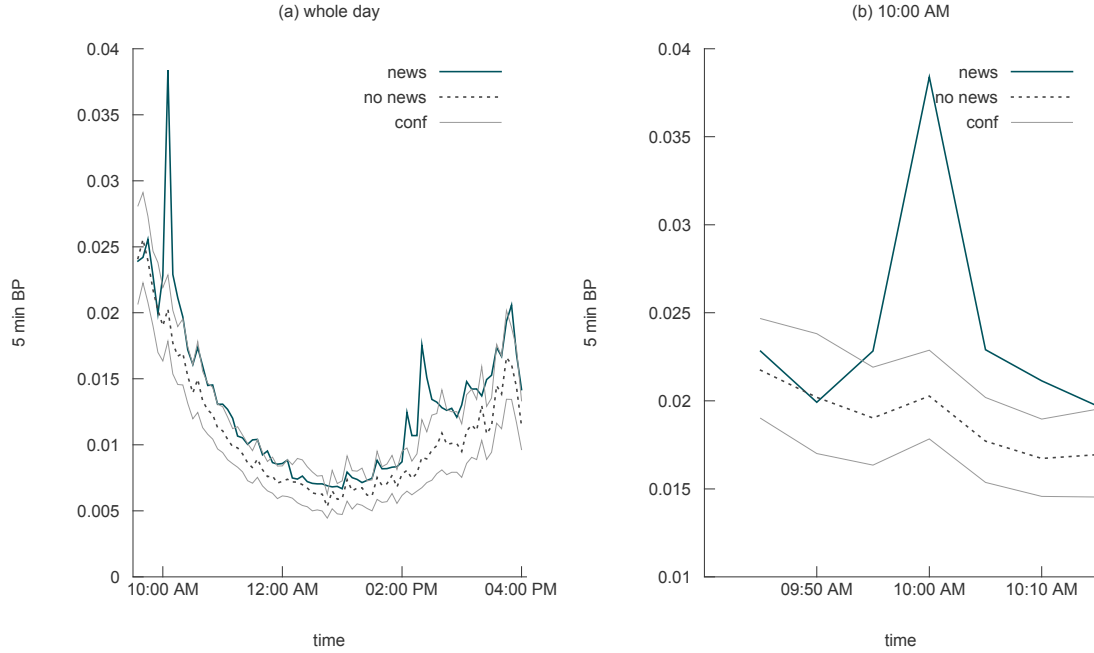 (a) whole day
0.04
0.035
0.03
0.025
0.02
0.015
0.01
0.005
0
5 min BP
news
no news
conf
10:00 AM
12:00 AM
02:00 PM
04:00 PM
time
(b) 10:00 AM
0.04
0.035
0.03
0.025
0.02
0.015
0.01
5 min BP
news
no news
conf
09:50 AM
10:00 AM
10:10 AM
time